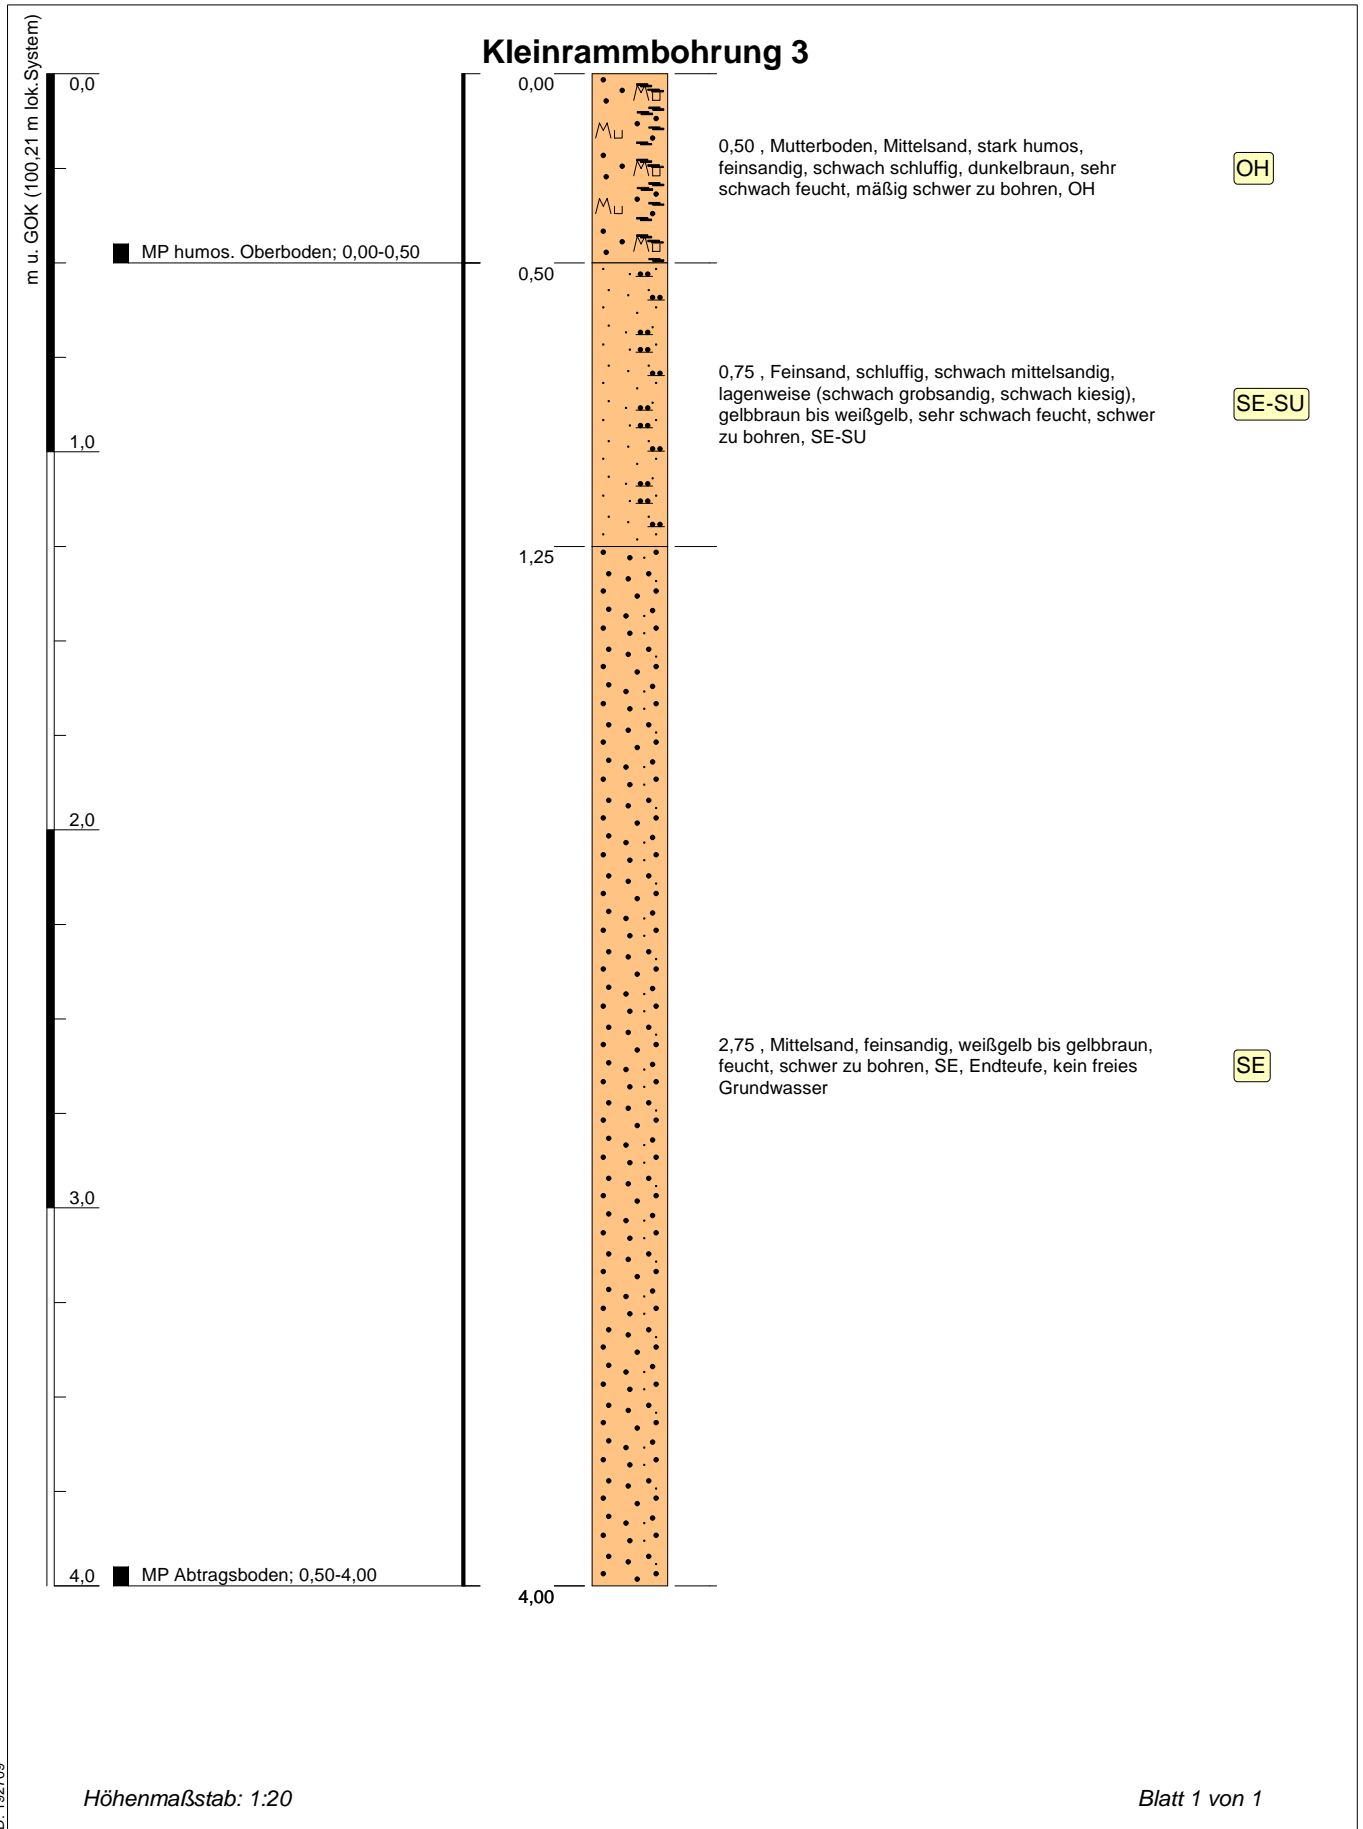 Kleinrammbohrung 3
m u. GOK (100,21 m lok.System)
0,0
0,00
0,50 , Mutterboden, Mittelsand, stark humos,
feinsandig, schwach schluffig, dunkelbraun, sehr
schwach feucht, mäßig schwer zu bohren, OH
OH
MP humos. Oberboden; 0,00-0,50
0,50
0,75 , Feinsand, schluffig, schwach mittelsandig,
lagenweise (schwach grobsandig, schwach kiesig),
gelbbraun bis weißgelb, sehr schwach feucht, schwer
zu bohren, SE-SU
SE-SU
1,0
1,25
2,0
2,75 , Mittelsand, feinsandig, weißgelb bis gelbbraun,
feucht, schwer zu bohren, SE, Endteufe, kein freies
Grundwasser
SE
3,0
4,0
MP Abtragsboden; 0,50-4,00
4,00
Höhenmaßstab: 1:20
Blatt 1 von 1